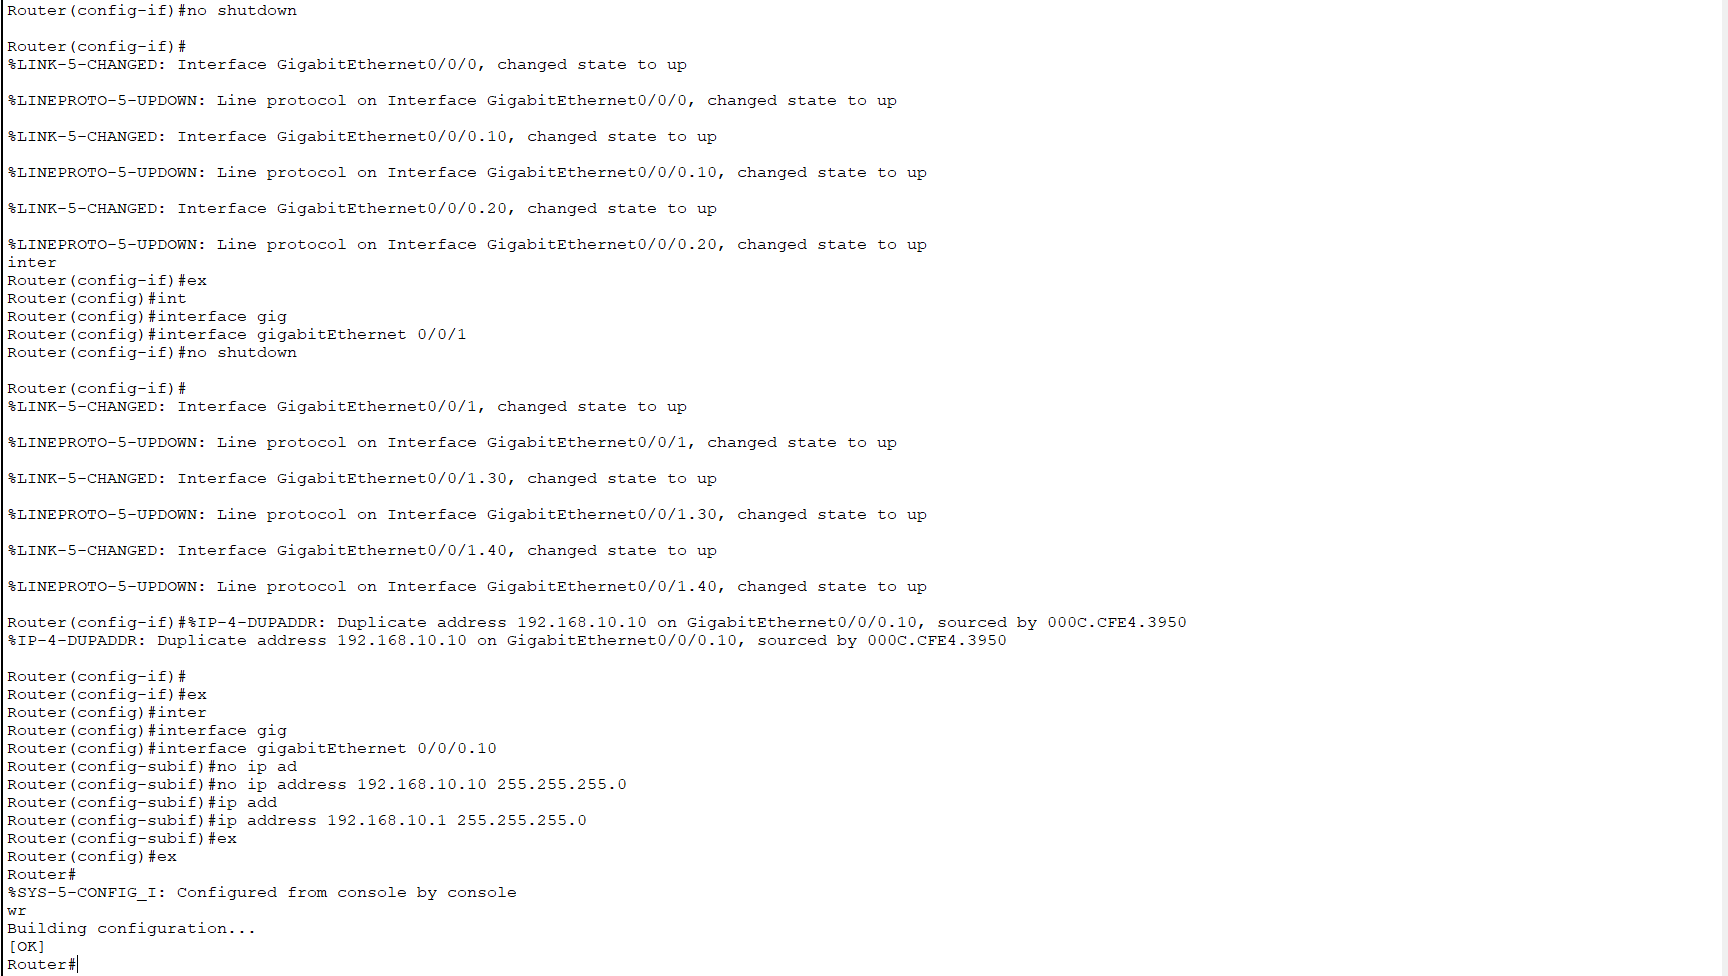 Router(config-if)#no shutdown
Router(config-if)#
%LINK-5-CHANGED: Interface GigabitEthernet0/0/0, changed state to up
%LINEPROTO-5-UPDOWN: Line protocol on Interface GigabitEthernet0/0/0, changed state to up
%LINK-5-CHANGED: Interface GigabitEthernet0/0/0.10, changed state to up
%LINEPROTO-5-UPDOWN: Line protocol on Interface GigabitEthernet0/0/0.10, changed state to up
%LINK-5-CHANGED: Interface GigabitEthernet0/0/0.20, changed state to up
%LINEPROTO-5-UPDOWN: Line protocol on Interface GigabitEthernet0/0/0.20, changed state to up
inter
Router(config-if)#ex
Router(config)#int
Router(config)#interface gig
Router(config)#interface gigabitEthernet 0/0/1
Router(config-if)#no shutdown
Router(config-if)#
%LINK-5-CHANGED: Interface GigabitEthernet0/0/1, changed state to up
%LINEPROTO-5-UPDOWN: Line protocol on Interface GigabitEthernet0/0/1, changed state to up
%LINK-5-CHANGED: Interface GigabitEthernet0/0/1.30, changed state to up
%LINEPROTO-5-UPDOWN: Line protocol on Interface GigabitEthernet0/0/1.30, changed state to up
%LINK-5-CHANGED: Interface GigabitEthernet0/0/1.40, changed state to up
%LINEPROTO-5-UPDOWN: Line protocol on Interface GigabitEthernet0/0/1.40, changed state to up
Router(config-if)#%IP-4-DUPADDR: Duplicate address 192.168.10.10 on GigabitEthernet0/0/0.10, sourced by 000C.CFE4.3950
%IP-4-DUPADDR: Duplicate address 192.168.10.10 on GigabitEthernet0/0/0.10, sourced by 000C.CFE4.3950
Router(config-if)#
Router(config-if)#ex
Router(config)#inter
Router(config)#interface gig
Router(config)#interface gigabitEthernet 0/0/0.10
Router(config-subif)#no ip ad
Router(config-subif)#no ip address 192.168.10.10 255.255.255.0
Router(config-subif)#ip add
Router(config-subif)#ip address 192.168.10.1 255.255.255.0
Router(config-subif)#ex
Router(config)#ex
Router#
%SYS-5-CONFIG_I: Configured from console by console
wr
Building configuration...
[OK]
Router#